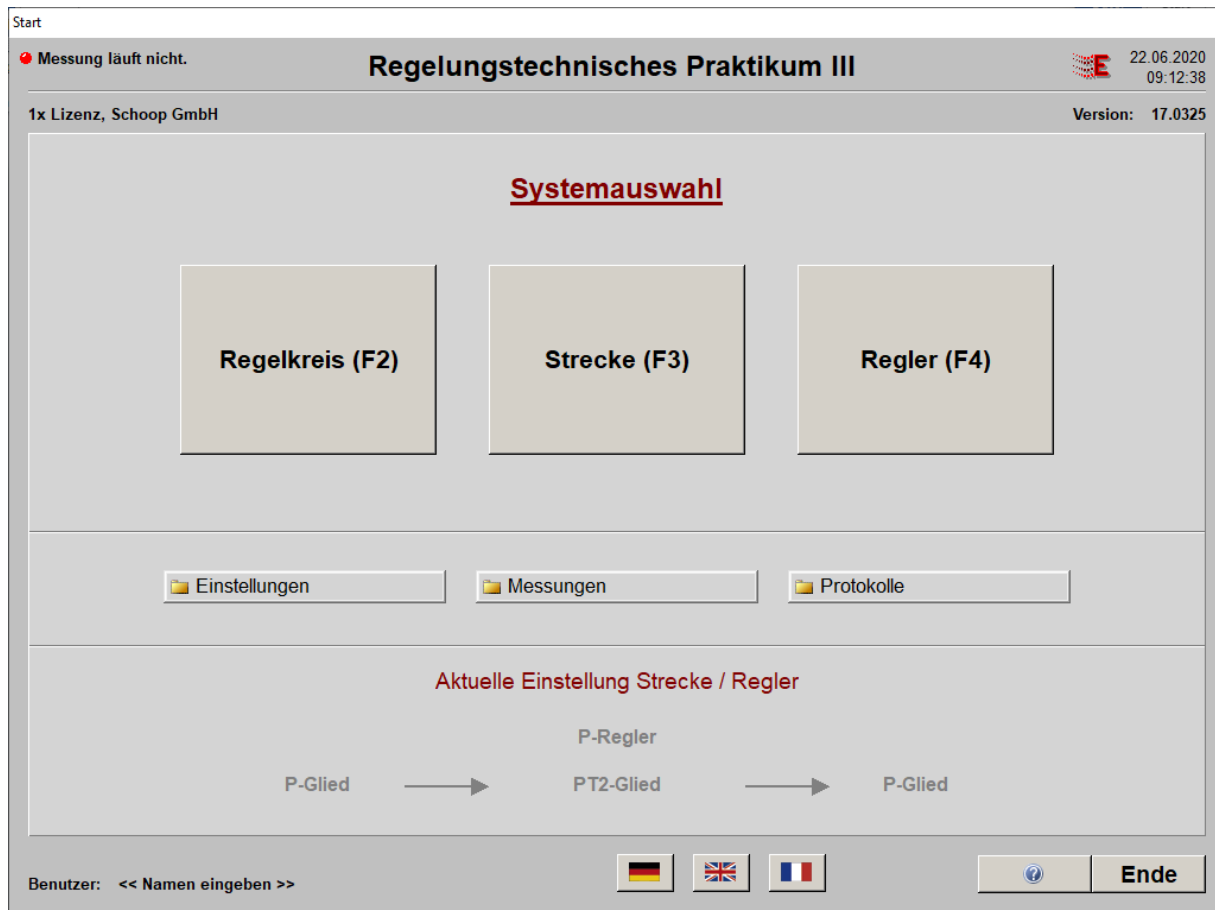 Start
Messung läuft nicht.
Regelungstechnisches Praktikum III
E
22.06.2020
09:12:38
1x Lizenz, Schoop GmbH
Version: 17.0325
Systemauswahl
Regelkreis (F2)
Strecke (F3)
Regler (F4)
Einstellungen
Messungen
Protokolle
Aktuelle Einstellung Strecke / Regler
P-Regler
P-Glied
PT2-Glied
P-Glied
Benutzer: << Namen eingeben >>
?
Ende